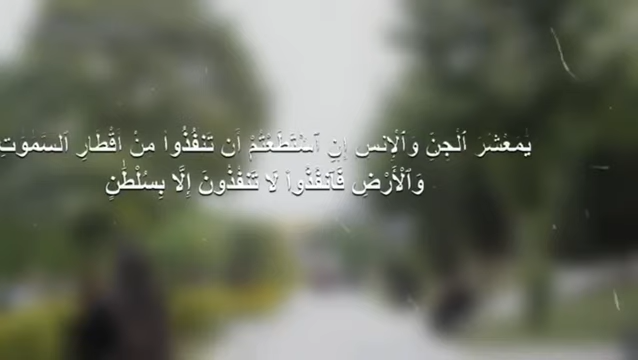 يَٰمَعْشَرَ ٱلْجِنِّ وَٱلْإِنسِ إِنِ ٱسْتَطَعْتُمْ أَن تَنفُذُوا۟ مِنْ أَقْطَارِ ٱلسَّمَٰوَٰتِ
وَٱلْأَرْضِ فَٱنفُذُوا۟ لَا تَنفُذُونَ إِلَّا بِسُلْطَٰنٍ